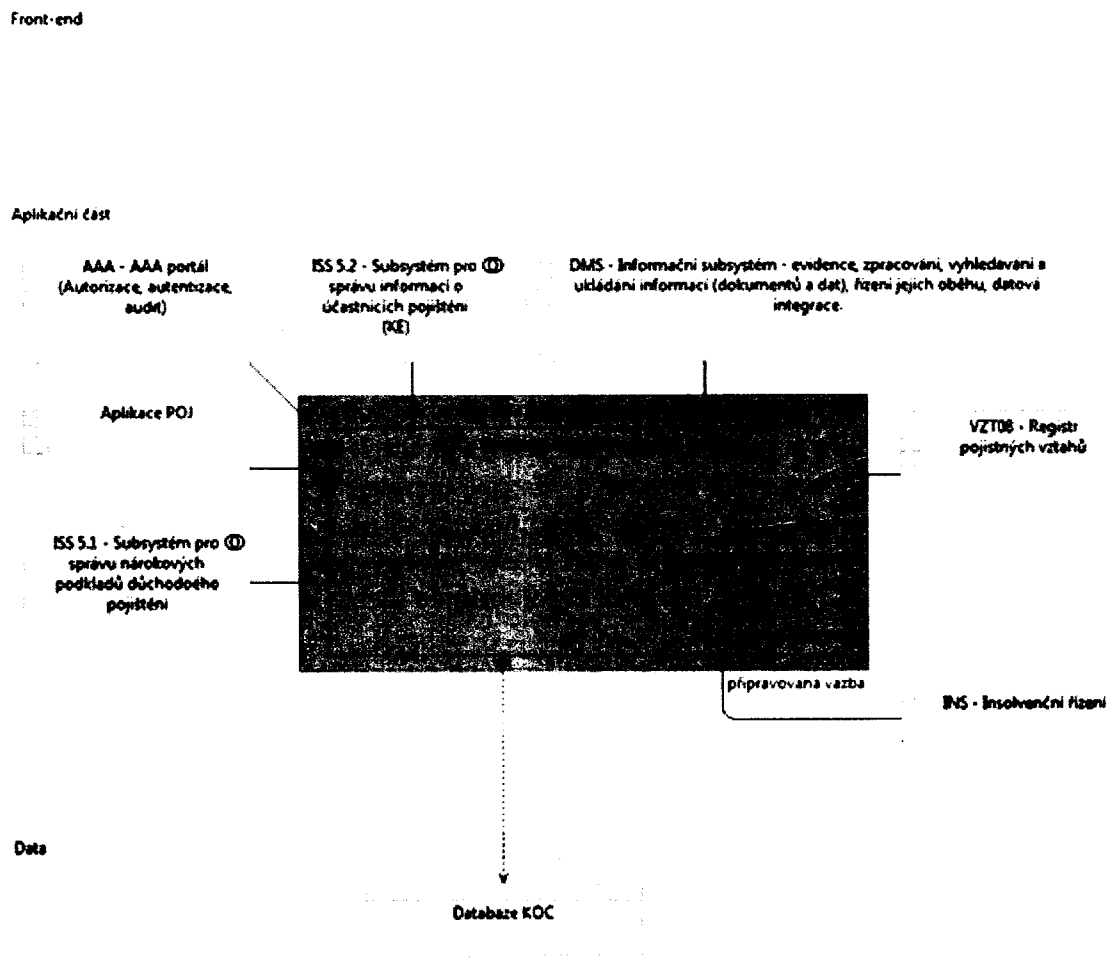 Front-end
Aplikační část
AAA - AAA portál
(Autorizace, autentizace,
audit)
ISS 5.2 - Subsystém pro
správu informací o
účastnících pojištění
(KE)
DMS - Informační subsystém - evidence, zpracování, vyhledávání a
ukládání informací (dokumentů a dat), řízení jejich oběhu, datová
integrace.
Aplikace POJ
VZT08 - Registr
pojistných vztahů
ISS 5.1 - Subsystém pro
správu nárokových
podkladů důchodoého
pojištění
připravovaná vazba
INS - Insolvenční řízení
Data
Databáze KOC